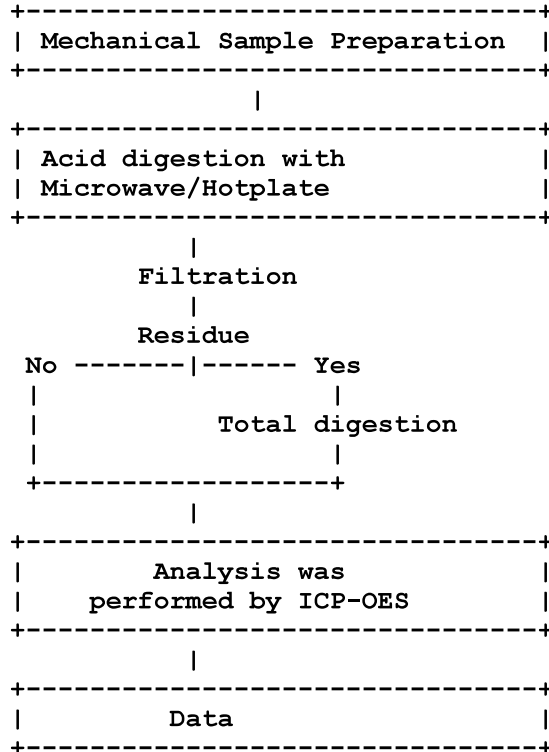 Mechanical Sample Preparation
Acid digestion with
Microwave/Hotplate
Filtration
Residue
No Yes
Total digestion
Analysis was
performed by ICP-OES
Data